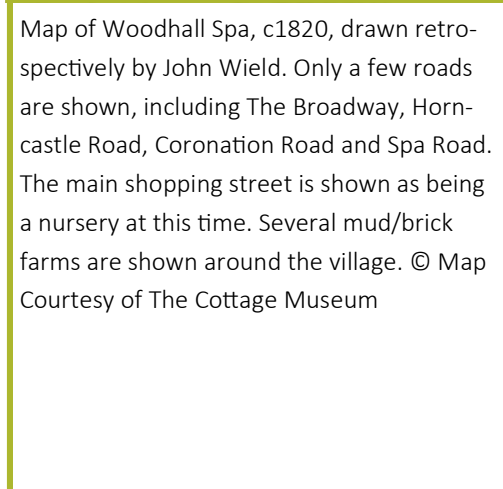 Map of Woodhall Spa, c1820, drawn retro-
spectively by John Wield. Only a few roads
are shown, including The Broadway, Horn-
castle Road, Coronation Road and Spa Road.
The main shopping street is shown as being
a nursery at this time. Several mud/brick
farms are shown around the village. © Map
Courtesy of The Cottage Museum